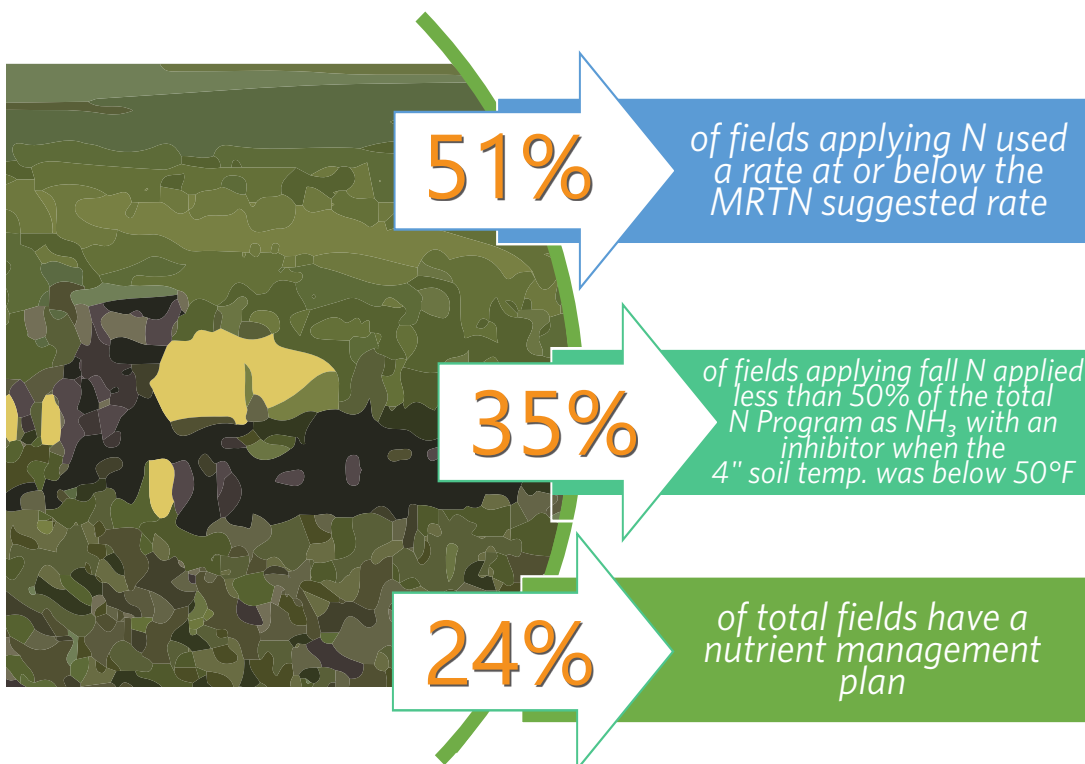 51%
of fields applying N used
a rate at or below the
MRTN suggested rate
35%
of fields applying fall N applied
less than 50% of the total
N Program as NH₃ with an
inhibitor when the
4" soil temp. was below 50°F
24%
of total fields have a
nutrient management
plan